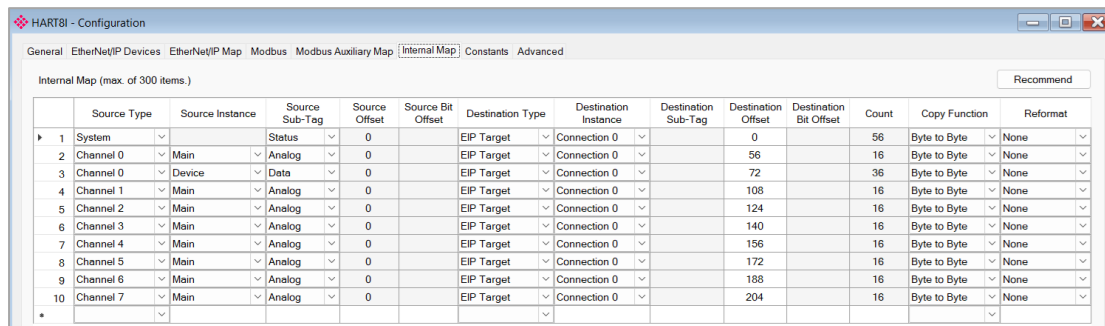 HART8I - Configuration
General EtherNet/IP Devices EtherNet/IP Map Modbus Modbus Auxiliary Map Internal Map Constants Advanced
Internal Map (max. of 300 items.) Recommend
Source Type Source Instance Source Sub-Tag Source Offset Source Bit Offset Destination Type Destination Instance Destination Sub-Tag Destination Offset Destination Bit Offset Count Copy Function Reformat
1 System Status 0 EIP Target Connection 0 0 56 Byte to Byte None
2 Channel 0 Main Analog 0 EIP Target Connection 0 56 16 Byte to Byte None
3 Channel 0 Device Data 0 EIP Target Connection 0 72 36 Byte to Byte None
4 Channel 1 Main Analog 0 EIP Target Connection 0 108 16 Byte to Byte None
5 Channel 2 Main Analog 0 EIP Target Connection 0 124 16 Byte to Byte None
6 Channel 3 Main Analog 0 EIP Target Connection 0 140 16 Byte to Byte None
7 Channel 4 Main Analog 0 EIP Target Connection 0 156 16 Byte to Byte None
8 Channel 5 Main Analog 0 EIP Target Connection 0 172 16 Byte to Byte None
9 Channel 6 Main Analog 0 EIP Target Connection 0 188 16 Byte to Byte None
10 Channel 7 Main Analog 0 EIP Target Connection 0 204 16 Byte to Byte None
*